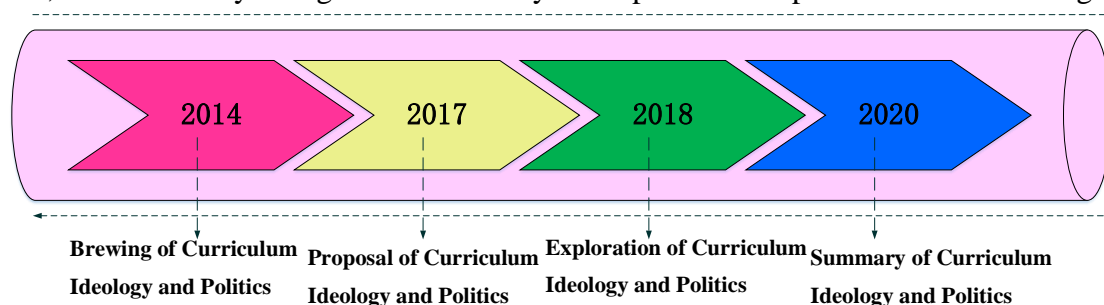 2014
2017
2018
2020
Brewing of Curriculum
Ideology and Politics
Proposal of Curriculum
Ideology and Politics
Exploration of Curriculum
Ideology and Politics
Summary of Curriculum
Ideology and Politics